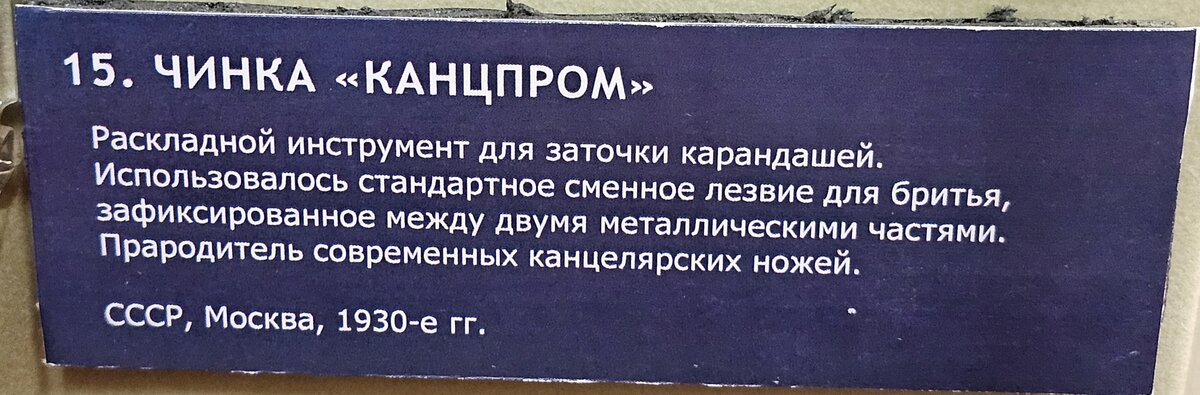 15. ЧИНКА «КАНЦПРОМ»
Раскладной инструмент для заточки карандашей.
Использовалось стандартное сменное лезвие для бритья,
зафиксированное между двумя металлическими частями.
Прародитель современных канцелярских ножей.
СССР, Москва, 1930-е гг.